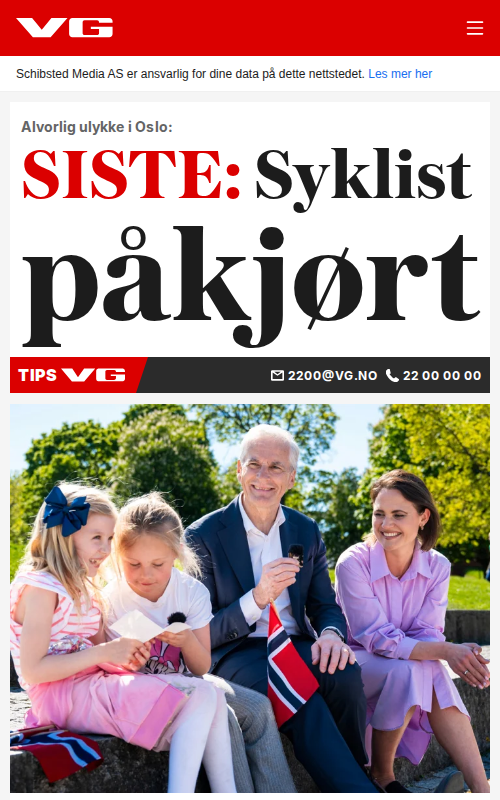 VG
Schibsted Media AS er ansvarlig for dine data på dette nettstedet. Les mer her
Alvorlig ulykke i Oslo:
SISTE: Syklist
påkjørt
TIPS VG 2200@VG.NO 22 00 00 00